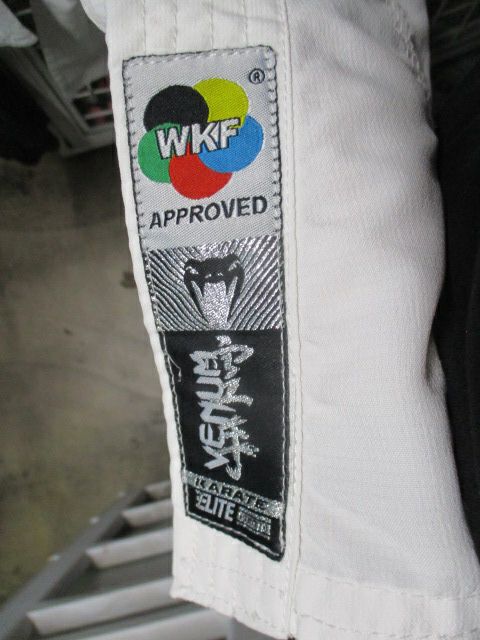 ®
WKF
APPROVED
VENUM
KARATE
ELITE